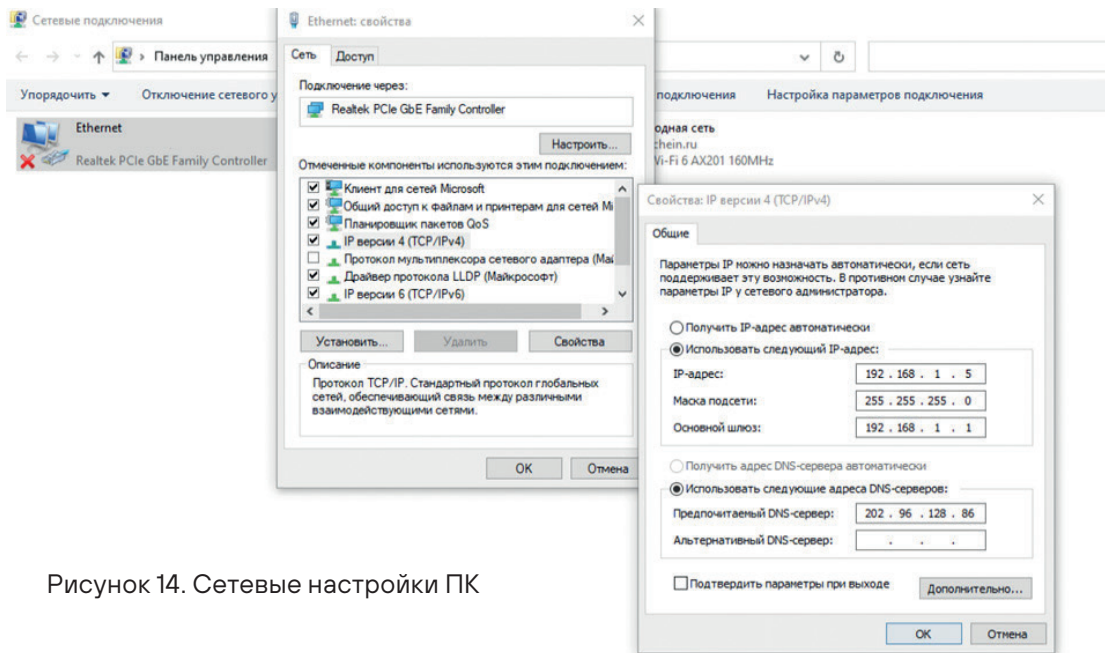 Сетевые подключения
Панель управления
Упорядочить
Отключение сетевого у
подключения
Настройка параметров подключения
Ethernet
Realtek PCIe GbE Family Controller
одная сеть
chein.ru
Vi-Fi 6 AX201 160MHz
Ethernet: свойства
Сеть Доступ
Подключение через:
Realtek PCIe GbE Family Controller
Настроить...
Отмеченные компоненты используются этим подключением:
Клиент для сетей Microsoft
Общий доступ к файлам и принтерам для сетей Mi
Планировщик пакетов QoS
IP версии 4 (TCP/IPv4)
Протокол мультиплексора сетевого адаптера (Май
Драйвер протокола LLDP (Майкрософт)
IP версии 6 (TCP/IPv6)
Установить... Удалить Свойства
Описание
Протокол TCP/IP. Стандартный протокол глобальных
сетей, обеспечивающий связь между различными
взаимодействующими сетями.
OK Отмена
Свойства: IP версии 4 (TCP/IPv4)
Общие
Параметры IP можно назначать автоматически, если сеть
поддерживает эту возможность. В противном случае узнайте
параметры IP у сетевого администратора.
Получить IP-адрес автоматически
Использовать следующий IP-адрес:
IP-адрес: 192 . 168 . 1 . 5
Маска подсети: 255 . 255 . 255 . 0
Основной шлюз: 192 . 168 . 1 . 1
Получить адрес DNS-сервера автоматически
Использовать следующие адреса DNS-серверов:
Предпочитаемый DNS-сервер: 202 . 96 . 128 . 86
Альтернативный DNS-сервер: . . .
Подтвердить параметры при выходе
Дополнительно...
OK Отмена
Рисунок 14. Сетевые настройки ПК